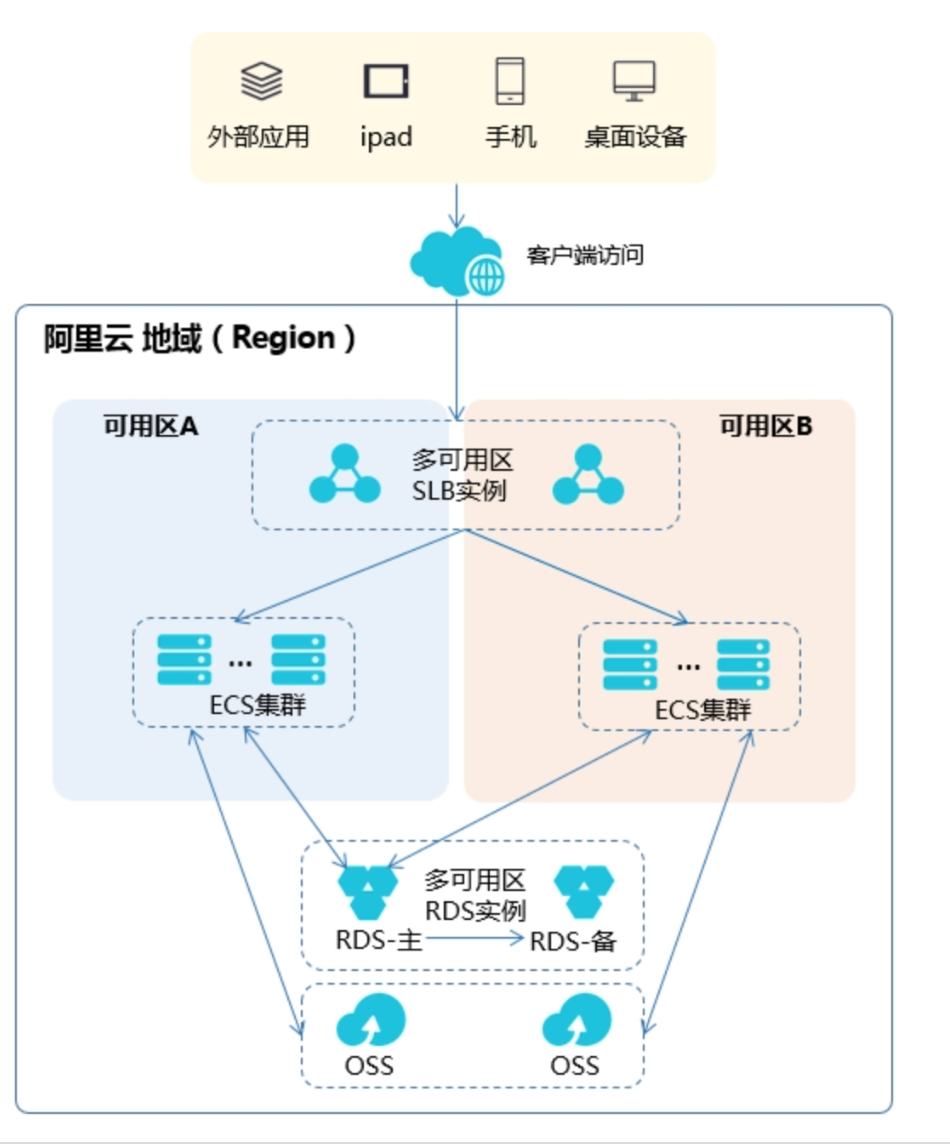 外部应用
ipad
手机
桌面设备
客户端访问
阿里云 地域（Region）
可用区A
可用区B
多可用区
SLB实例
...
ECS集群
...
ECS集群
多可用区
RDS实例
RDS-主
RDS-备
OSS
OSS